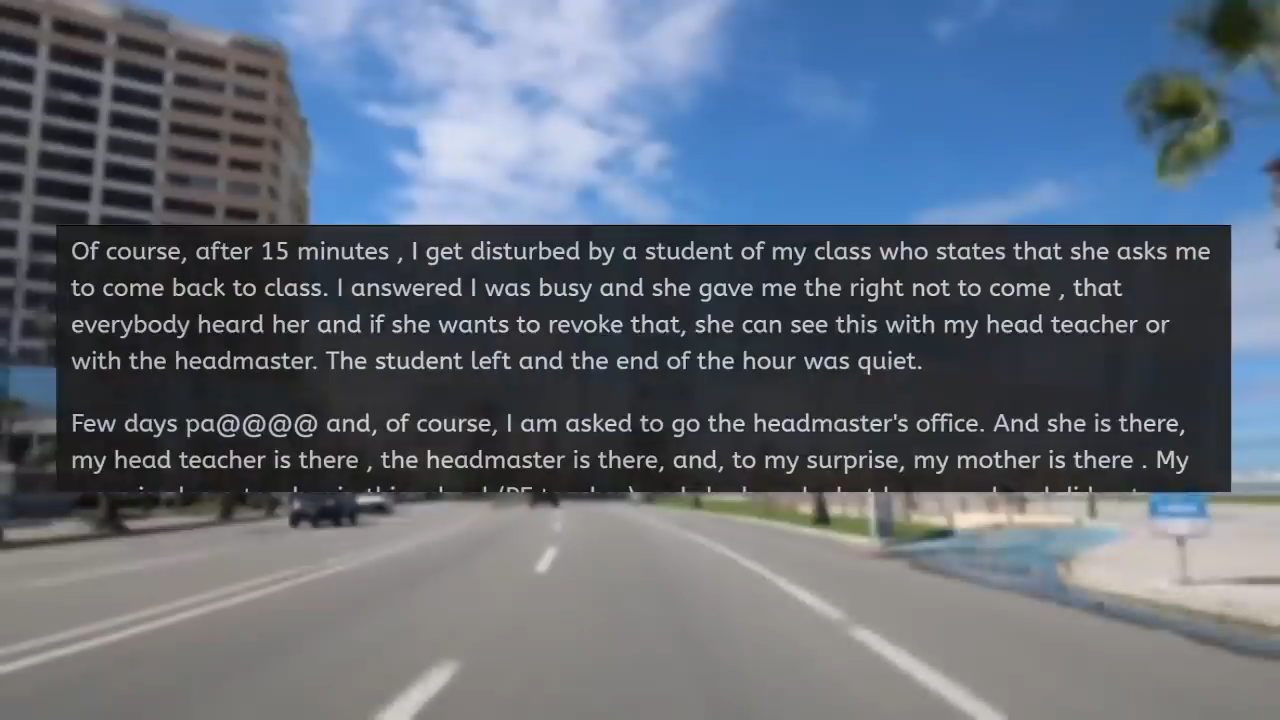 Of course, after 15 minutes , I get disturbed by a student of my class who states that she asks me
to come back to class. I answered I was busy and she gave me the right not to come , that
everybody heard her and if she wants to revoke that, she can see this with my head teacher or
with the headmaster. The student left and the end of the hour was quiet.
Few days pa@@@@ and, of course, I am asked to go the headmaster's office. And she is there,
my head teacher is there , the headmaster is there, and, to my surprise, my mother is there . My